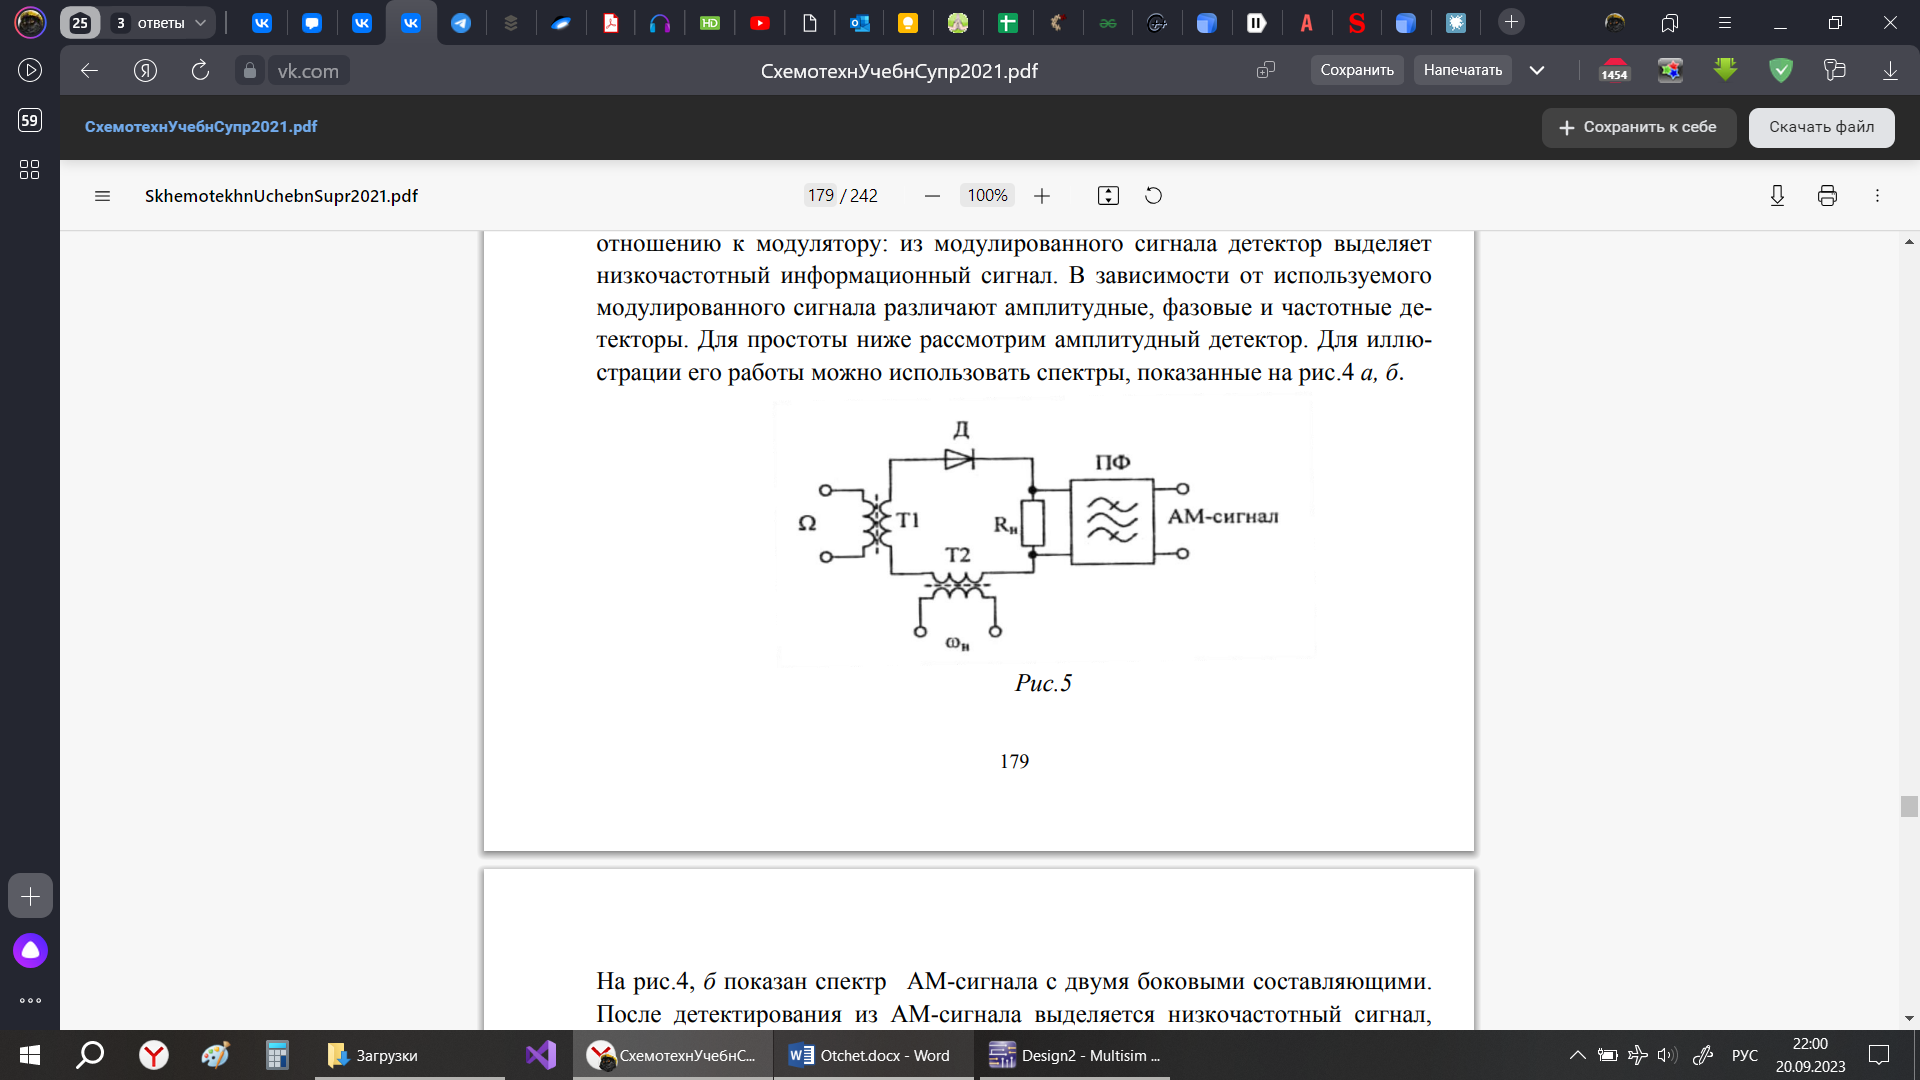 25
3 ответы
HD
vk.com
СхемотехнУчебнСупр2021.pdf
Сохранить
Напечатать
1454
59
СхемотехнУчебнСупр2021.pdf
Сохранить к себе
Скачать файл
SkhemotekhnUchebnSupr2021.pdf
179 / 242
100%
отношению к модулятору: из модулированного сигнала детектор выделяет
низкочастотный информационный сигнал. В зависимости от используемого
модулированного сигнала различают амплитудные, фазовые и частотные де-
текторы. Для простоты ниже рассмотрим амплитудный детектор. Для иллю-
страции его работы можно использовать спектры, показанные на рис.4 а, б.
Д
ПФ
Ω
Т1
Rн
АМ-сигнал
Т2
ωн
Рис.5
179
На рис.4, б показан спектр АМ-сигнала с двумя боковыми составляющими.
После детектирования из АМ-сигнала выделяется низкочастотный сигнал,
Загрузки
СхемотехнУчебнС...
Otchet.docx - Word
Design2 - Multisim ...
РУС
22:00
20.09.2023